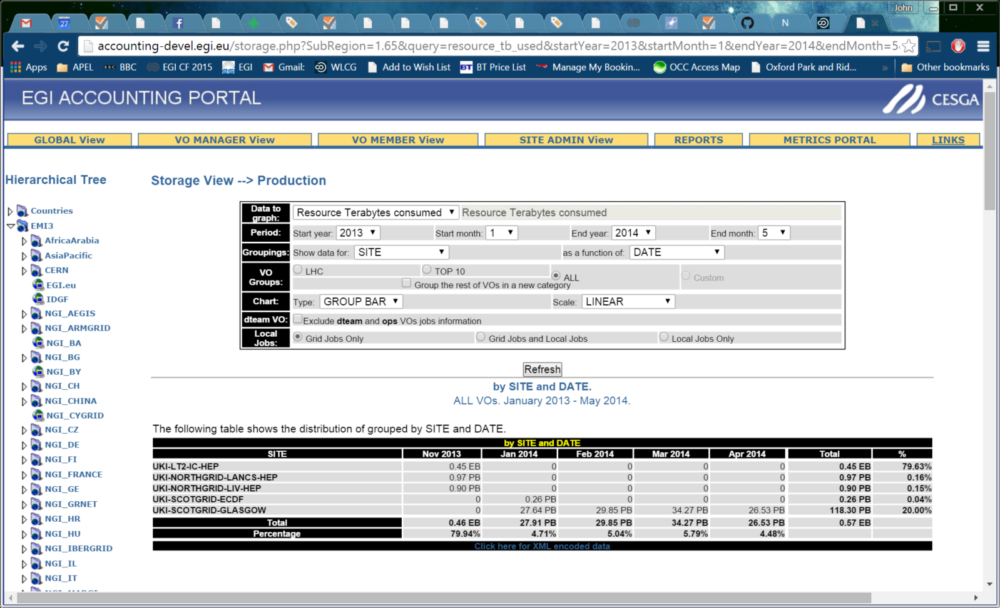 John
27
N
accounting-devel.egi.eu/storage.php?SubRegion=1.65&query=resource_tb_used&startYear=2013&startMonth=1&endYear=2014&endMonth=5
Apps APEL BBC BBC EGI CF 2015 EGI Gmail: WLCG Add to Wish List BT BT Price List Manage My Bookin... OCC Access Map Oxford Park and Rid... » Other bookmarks
EGI ACCOUNTING PORTAL
CESGA
GLOBAL View VO MANAGER View VO MEMBER View SITE ADMIN View REPORTS METRICS PORTAL LINKS
Hierarchical Tree
Countries
EMI3
AfricaArabia
AsiaPacific
CERN
EGI.eu
IDGF
NGI_AEGIS
NGI_ARMGRID
NGI_BA
NGI_BG
NGI_BY
NGI_CH
NGI_CHINA
NGI_CYGRID
NGI_CZ
NGI_DE
NGI_FI
NGI_FRANCE
NGI_GE
NGI_GRNET
NGI_HR
NGI_HU
NGI_IBERGRID
NGI_IL
NGI_IT
Storage View --> Production
Data to graph: Resource Terabytes consumed Resource Terabytes consumed
Period: Start year: 2013 Start month: 1 End year: 2014 End month: 5
Groupings: Show data for: SITE as a function of: DATE
VO Groups: LHC TOP 10 ALL Custom
Group the rest of VOs in a new category
Chart: Type: GROUP BAR Scale: LINEAR
dteam VO: Exclude dteam and ops VOs jobs information
Local Jobs: Grid Jobs Only Grid Jobs and Local Jobs Local Jobs Only
Refresh
by SITE and DATE.
ALL VOs. January 2013 - May 2014.
The following table shows the distribution of grouped by SITE and DATE.
by SITE and DATE
SITE Nov 2013 Jan 2014 Feb 2014 Mar 2014 Apr 2014 Total %
UKI-LT2-IC-HEP 0.45 EB 0 0 0 0 0.45 EB 79.63%
UKI-NORTHGRID-LANCS-HEP 0.97 PB 0 0 0 0 0.97 PB 0.16%
UKI-NORTHGRID-LIV-HEP 0.90 PB 0 0 0 0 0.90 PB 0.15%
UKI-SCOTGRID-ECDF 0 0.26 PB 0 0 0 0.26 PB 0.04%
UKI-SCOTGRID-GLASGOW 0 27.64 PB 29.85 PB 34.27 PB 26.53 PB 118.30 PB 20.00%
Total 0.46 EB 27.91 PB 29.85 PB 34.27 PB 26.53 PB 0.57 EB
Percentage 79.94% 4.71% 5.04% 5.79% 4.48%
Click here for XML encoded data